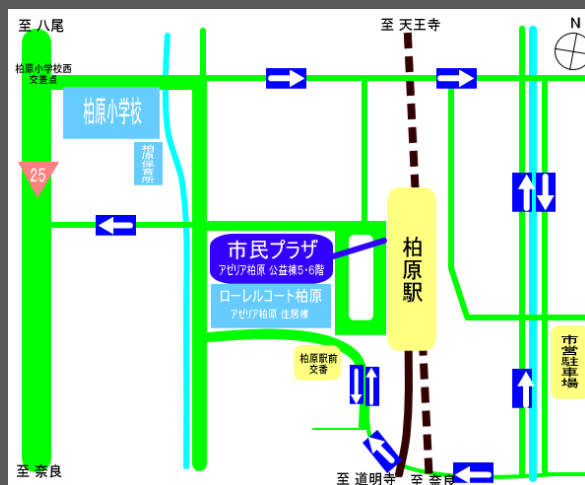 至 八尾
至 天王寺
N
柏原小学校西
交差点
柏原小学校
柏原保育所
25
市民プラザ
アゼリア柏原 公益棟5・6階
柏原駅
ローレルコート柏原
アゼリア柏原 住居棟
柏原駅前
交番
市営駐車場
至 奈良
至 道明寺
至 奈良